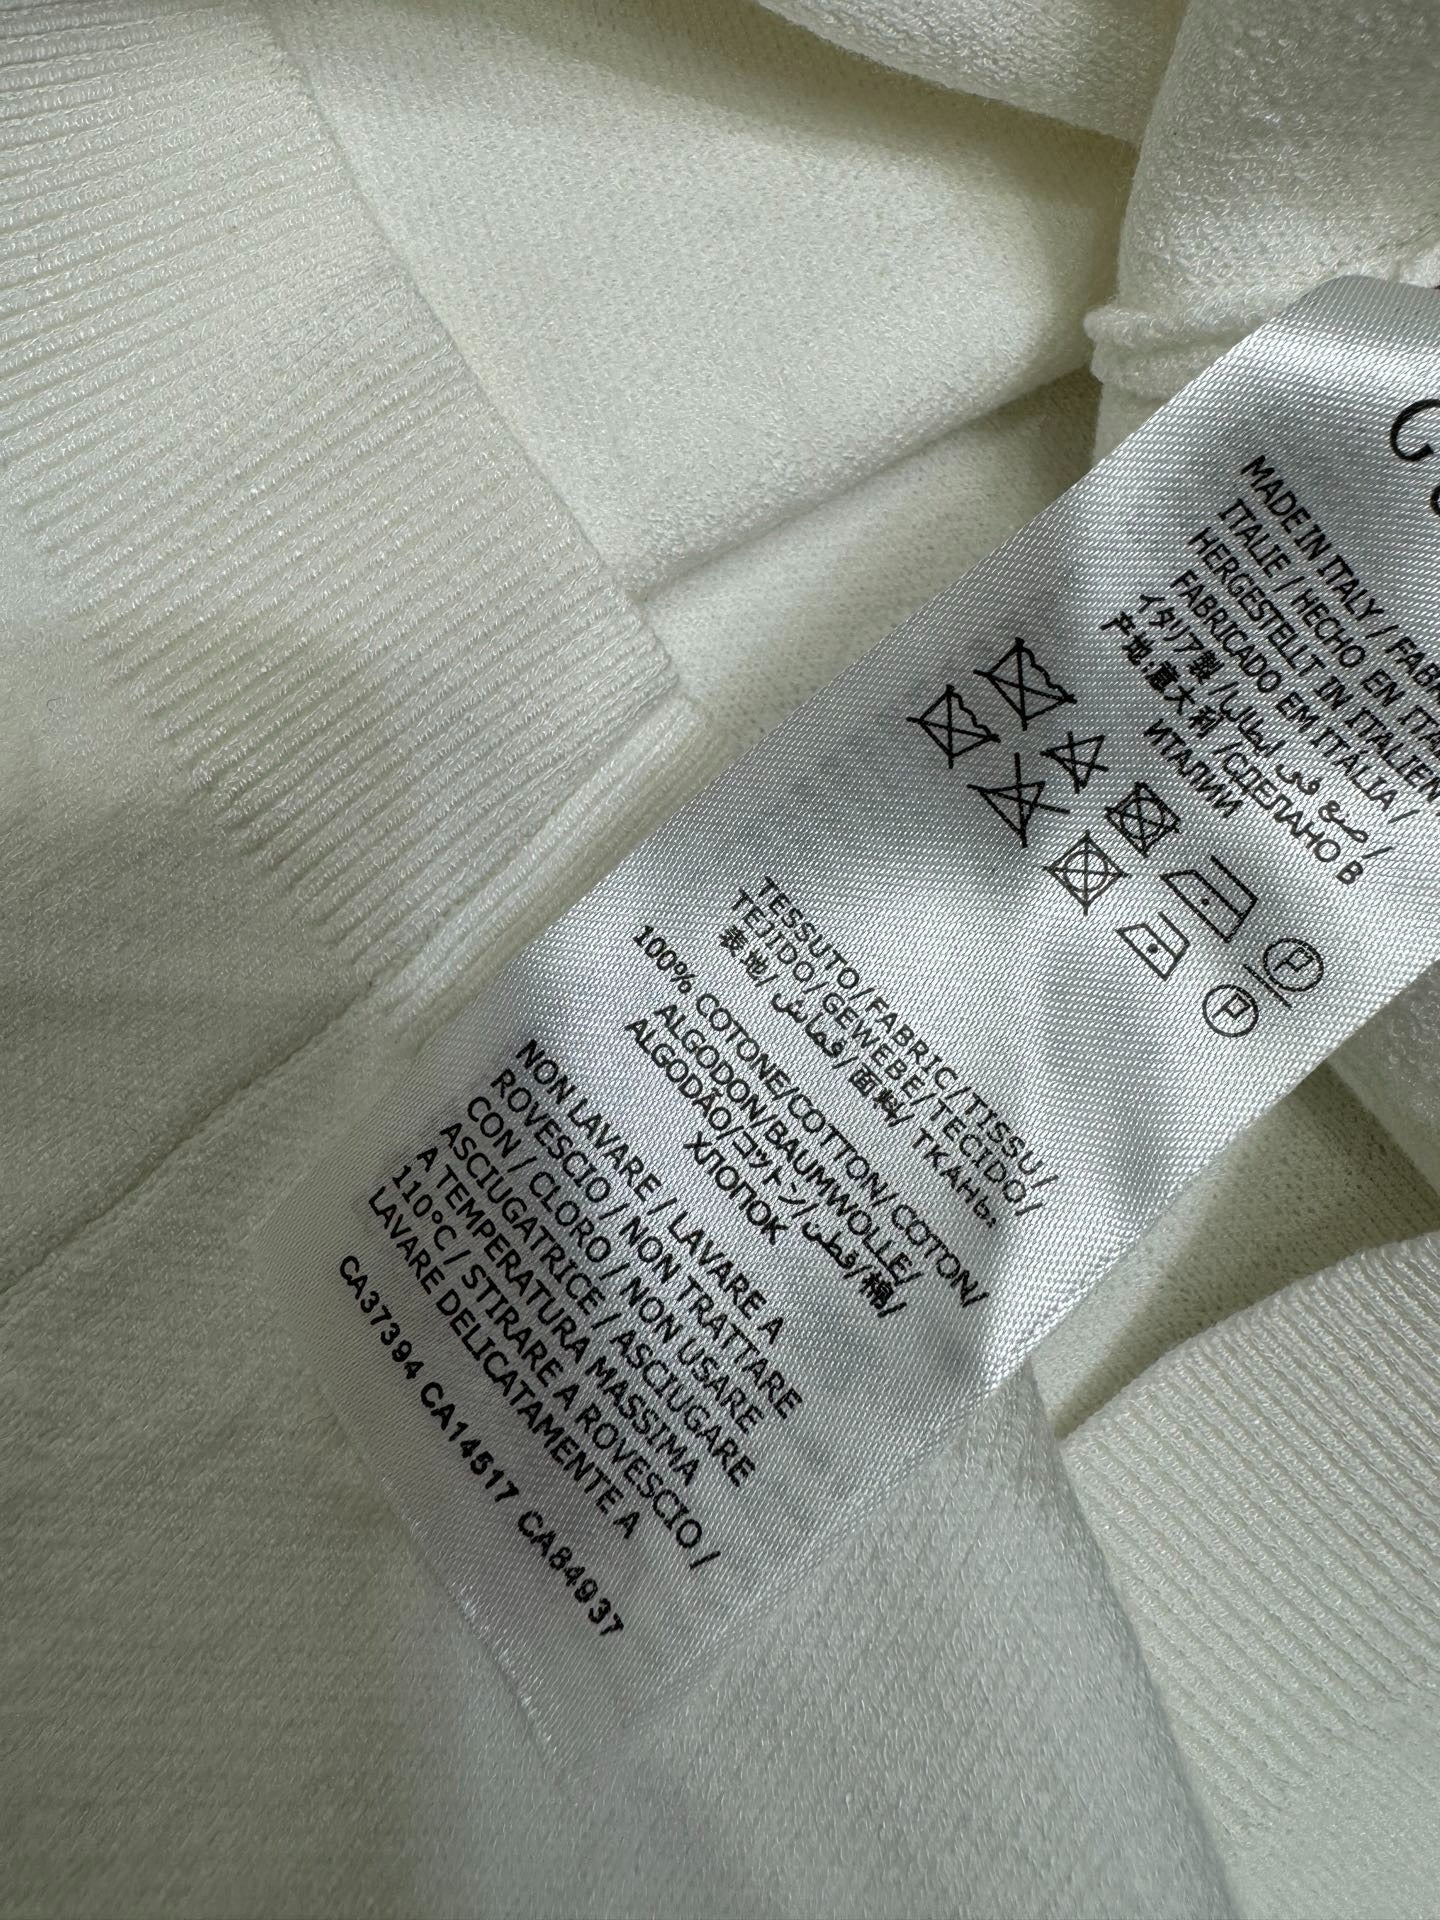 MADE IN ITALY / FABR
ITALIE / HECHO EN ITAL
HERGESTELLT IN ITALIEN
FABRICADO EM ITALIA /
イタリア製 / صنع في ايطاليا /
产地:意大利 /СДЕЛАНО В
ИТАЛИИ
P
P
TESSUTO/FABRIC/TISSU/
TEJIDO/GEWEBE/TECIDO/
表地/ قماش/ 面料/ ТКАНЬ:
100% COTONE/COTTON/COTON/
ALGODON/BAUMWOLLE/
ALGODÃO/コットン/قطن/棉/
ХЛОПОК
NON LAVARE / LAVARE A
ROVESCIO / NON TRATTARE
CON / CLORO / NON USARE
ASCIUGATRICE / ASCIUGARE
A TEMPERATURA MASSIMA
110°C / STIRARE A ROVESCIO /
LAVARE DELICATAMENTE A
CA37394 CA14517 CA84937